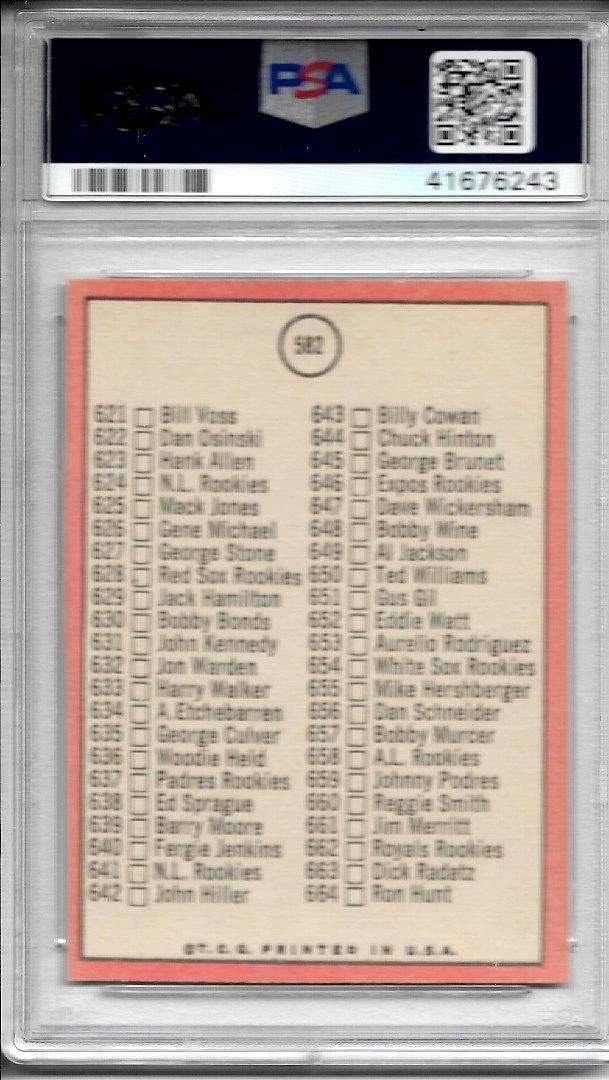 PSA
41676243
582
621 Bill Voss
622 Dan Osinski
623 Hank Allen
624 N.L. Rookies
625 Mack Jones
626 Gene Michael
627 George Stone
628 Red Sox Rookies
629 Jack Hamilton
630 Bobby Bonds
631 John Kennedy
632 Jon Warden
633 Harry Walker
634 A. Etchebarren
635 George Culver
636 Woodie Held
637 Padres Rookies
638 Ed Sprague
639 Barry Moore
640 Fergie Jenkins
641 N.L. Rookies
642 John Hiller
643 Billy Cowan
644 Chuck Hinton
645 George Brunet
646 Expos Rookies
647 Dave Wickersham
648 Bobby Wine
649 Al Jackson
650 Ted Williams
651 Gus Gil
652 Eddie Watt
653 Aurelio Rodriguez
654 White Sox Rookies
655 Mike Hershberger
656 Dan Schneider
657 Bobby Murcer
658 A.L. Rookies
659 Johnny Podres
660 Reggie Smith
661 Jim Merritt
662 Royals Rookies
663 Dick Radatz
664 Ron Hunt
©T.C.G. PRINTED IN U.S.A.